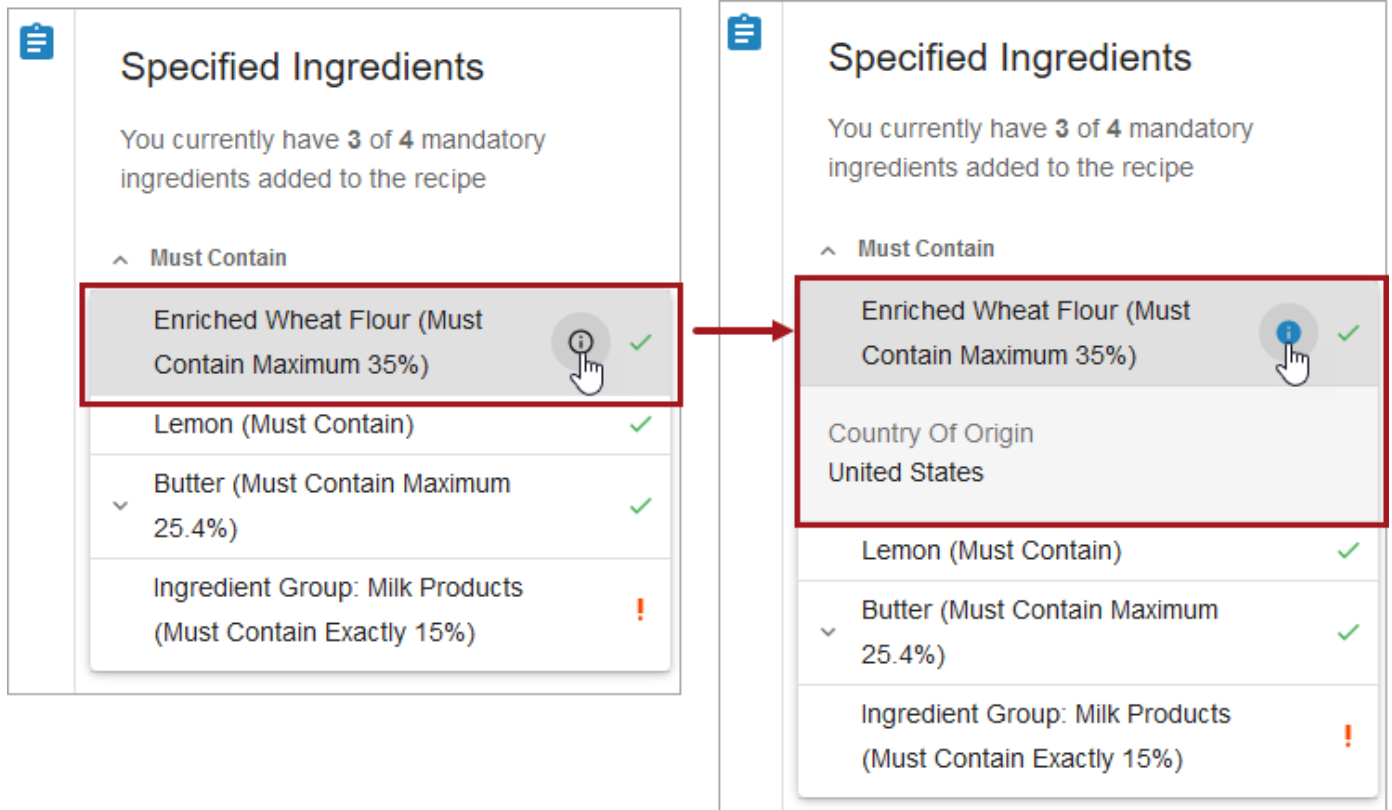 Specified Ingredients
You currently have 3 of 4 mandatory
ingredients added to the recipe
Must Contain
Enriched Wheat Flour (Must
Contain Maximum 35%)
Lemon (Must Contain)
Butter (Must Contain Maximum
25.4%)
Ingredient Group: Milk Products
(Must Contain Exactly 15%)
Specified Ingredients
You currently have 3 of 4 mandatory
ingredients added to the recipe
Must Contain
Enriched Wheat Flour (Must
Contain Maximum 35%)
Country Of Origin
United States
Lemon (Must Contain)
Butter (Must Contain Maximum
25.4%)
Ingredient Group: Milk Products
(Must Contain Exactly 15%)